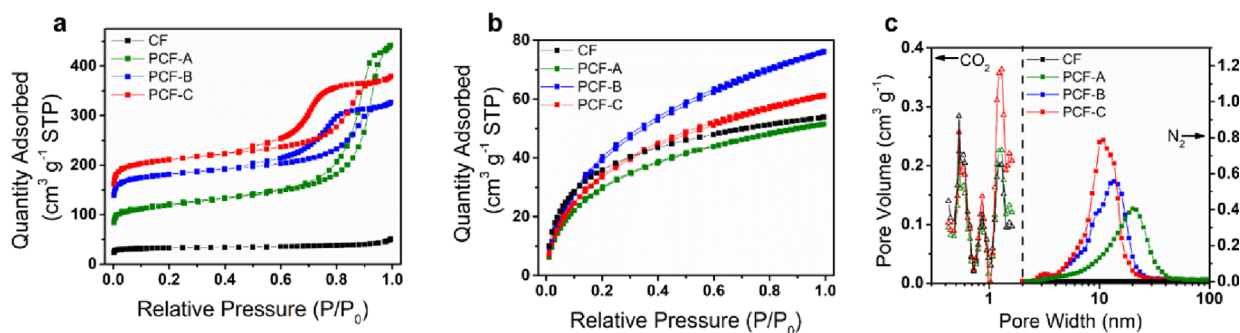 a
CF
PCF-A
PCF-B
PCF-C
Quantity Adsorbed
(cm³ g⁻¹ STP)
400
300
200
100
0
0.0 0.2 0.4 0.6 0.8 1.0
Relative Pressure (P/P₀)
b
CF
PCF-A
PCF-B
PCF-C
Quantity Adsorbed
(cm³ g⁻¹ STP)
80
60
40
20
0
0.0 0.2 0.4 0.6 0.8 1.0
Relative Pressure (P/P₀)
c
CO₂
CF
PCF-A
PCF-B
PCF-C
N₂
Pore Volume (cm³ g⁻¹)
0.4
0.3
0.2
0.1
0.0
1.2
1.0
0.8
0.6
0.4
0.2
0.0
1 10 100
Pore Width (nm)